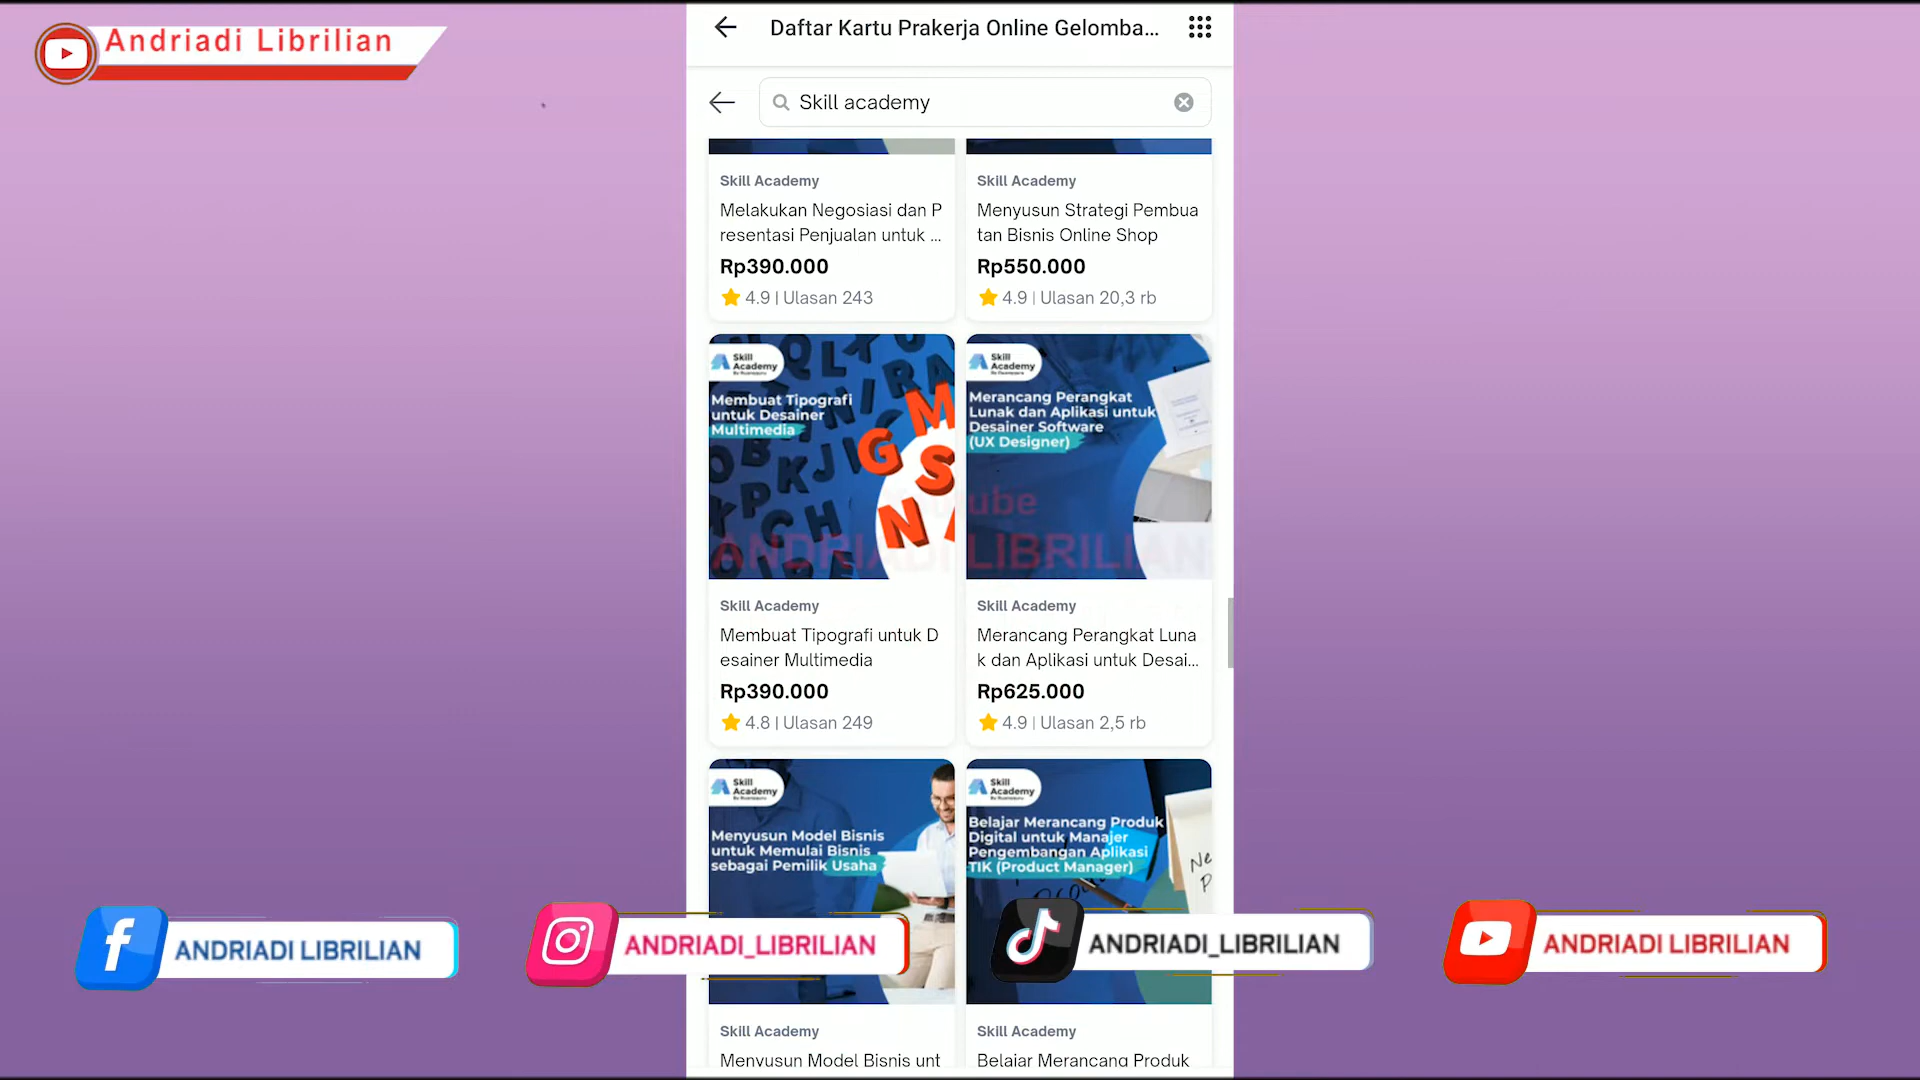 Andriadi Librilian
Daftar Kartu Prakerja Online Gelomba...
Skill academy
Skill Academy
Melakukan Negosiasi dan P
resentasi Penjualan untuk ...
Rp390.000
4.9 | Ulasan 243
Skill Academy
Menyusun Strategi Pembua
tan Bisnis Online Shop
Rp550.000
4.9 | Ulasan 20,3 rb
Skill
Academy
Membuat Tipografi
untuk Desainer
Multimedia
Skill
Academy
Merancang Perangkat
Lunak dan Aplikasi untuk
Desainer Software
(UX Designer)
ube
ANDRIADI LIBRILIAN
Skill Academy
Membuat Tipografi untuk D
esainer Multimedia
Rp390.000
4.8 | Ulasan 249
Skill Academy
Merancang Perangkat Luna
k dan Aplikasi untuk Desai...
Rp625.000
4.9 | Ulasan 2,5 rb
Skill
Academy
Menyusun Model Bisnis
untuk Memulai Bisnis
sebagai Pemilik Usaha
Skill
Academy
Belajar Merancang Produk
Digital untuk Manajer
Pengembangan Aplikasi
TIK (Product Manager)
ANDRIADI LIBRILIAN
ANDRIADI_LIBRILIAN
ANDRIADI_LIBRILIAN
ANDRIADI LIBRILIAN
Skill Academy
Menyusun Model Bisnis unt
Skill Academy
Belajar Merancang Produk